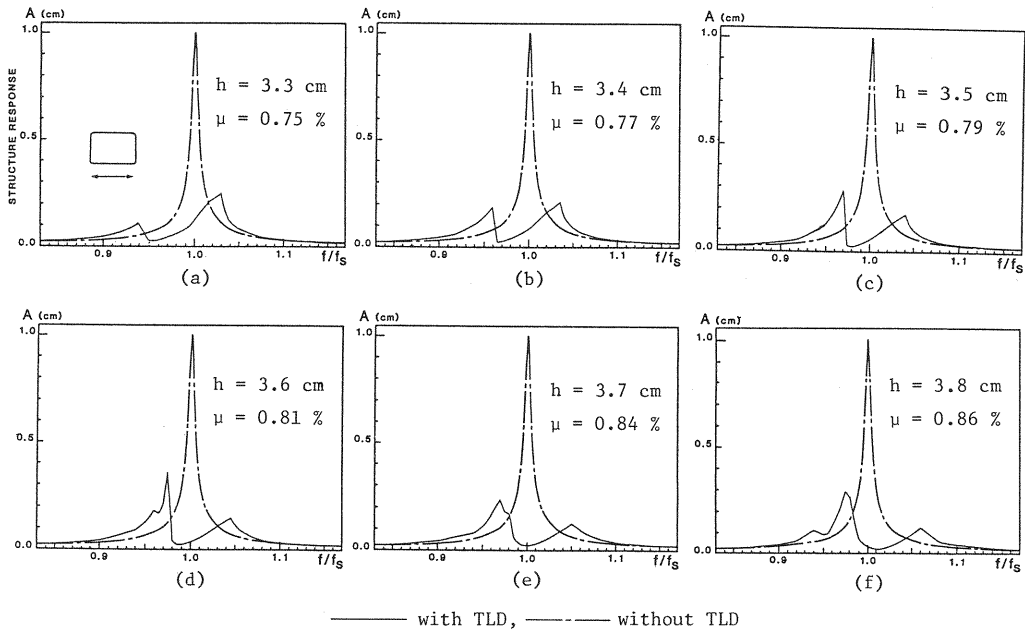 A (cm)
1.0
STRUCTURE RESPONSE
h = 3.3 cm
μ = 0.75 %
0.5
0.0
0.9
1.0
1.1
f/fs
(a)
A (cm)
1.0
h = 3.4 cm
μ = 0.77 %
0.5
0.0
0.9
1.0
1.1
f/fs
(b)
A (cm)
1.0
h = 3.5 cm
μ = 0.79 %
0.5
0.0
0.9
1.0
1.1
f/fs
(c)
A (cm)
1.0
h = 3.6 cm
μ = 0.81 %
0.5
0.0
0.9
1.0
1.1
f/fs
(d)
A (cm)
1.0
h = 3.7 cm
μ = 0.84 %
0.5
0.0
0.9
1.0
1.1
f/fs
(e)
A (cm)
1.0
h = 3.8 cm
μ = 0.86 %
0.5
0.0
0.9
1.0
1.1
f/fs
(f)
with TLD, without TLD